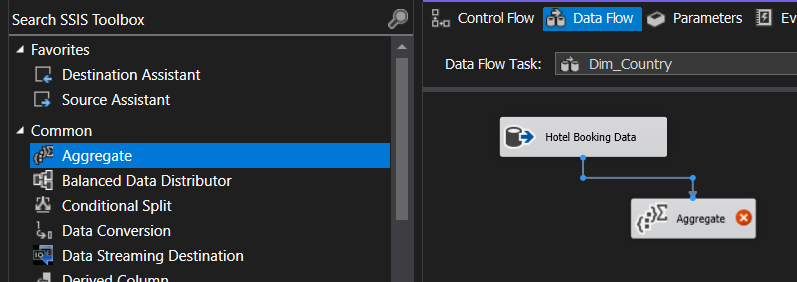 Search SSIS Toolbox
Favorites
Destination Assistant
Source Assistant
Common
Aggregate
Balanced Data Distributor
Conditional Split
Data Conversion
Data Streaming Destination
Derived Column
Control Flow
Data Flow
Parameters
Ev
Data Flow Task:
Dim_Country
Hotel Booking Data
Aggregate